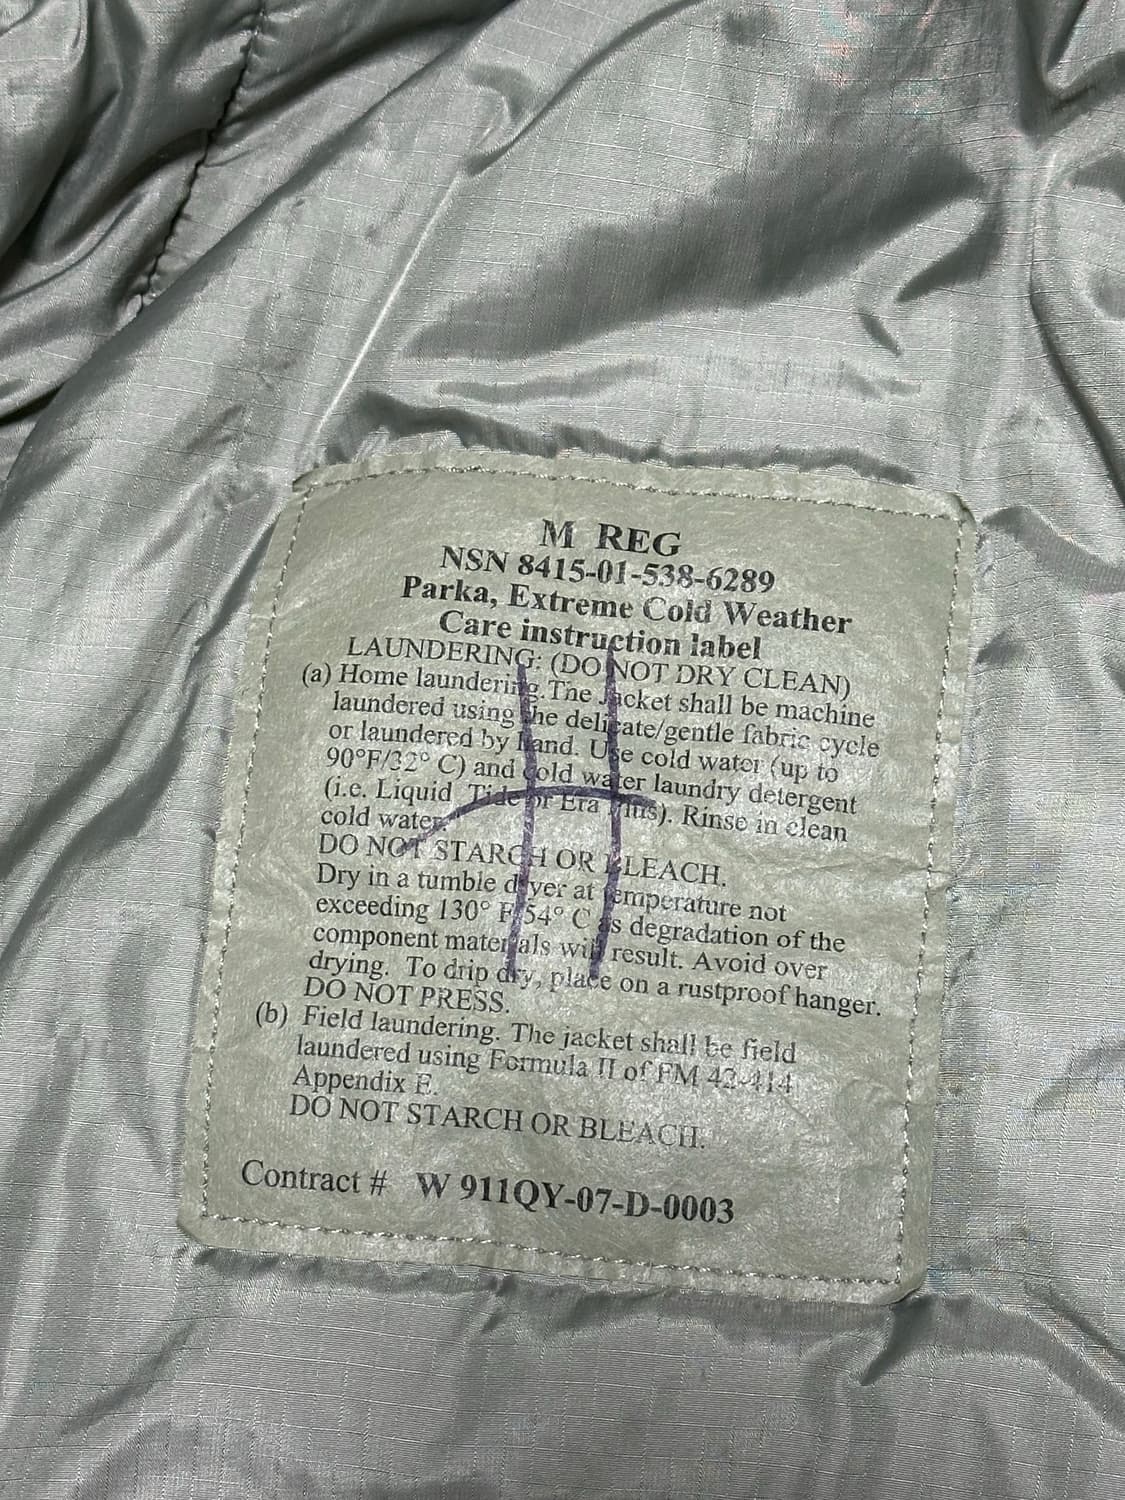 M REG
NSN 8415-01-538-6289
Parka, Extreme Cold Weather
Care instruction label
LAUNDERING: (DO NOT DRY CLEAN)
(a) Home laundering. The jacket shall be machine
laundered using the delicate/gentle fabric cycle
or laundered by hand. Use cold water (up to
90°F/32° C) and cold water laundry detergent
(i.e. Liquid Tide or Era Plus). Rinse in clean
cold water.
DO NOT STARCH OR BLEACH.
Dry in a tumble dryer at temperature not
exceeding 130° F/54° C as degradation of the
component materials will result. Avoid over
drying. To drip dry, place on a rustproof hanger.
DO NOT PRESS.
(b) Field laundering. The jacket shall be field
laundered using Formula II of FM 42-414
Appendix E.
DO NOT STARCH OR BLEACH.
Contract # W 911QY-07-D-0003
H